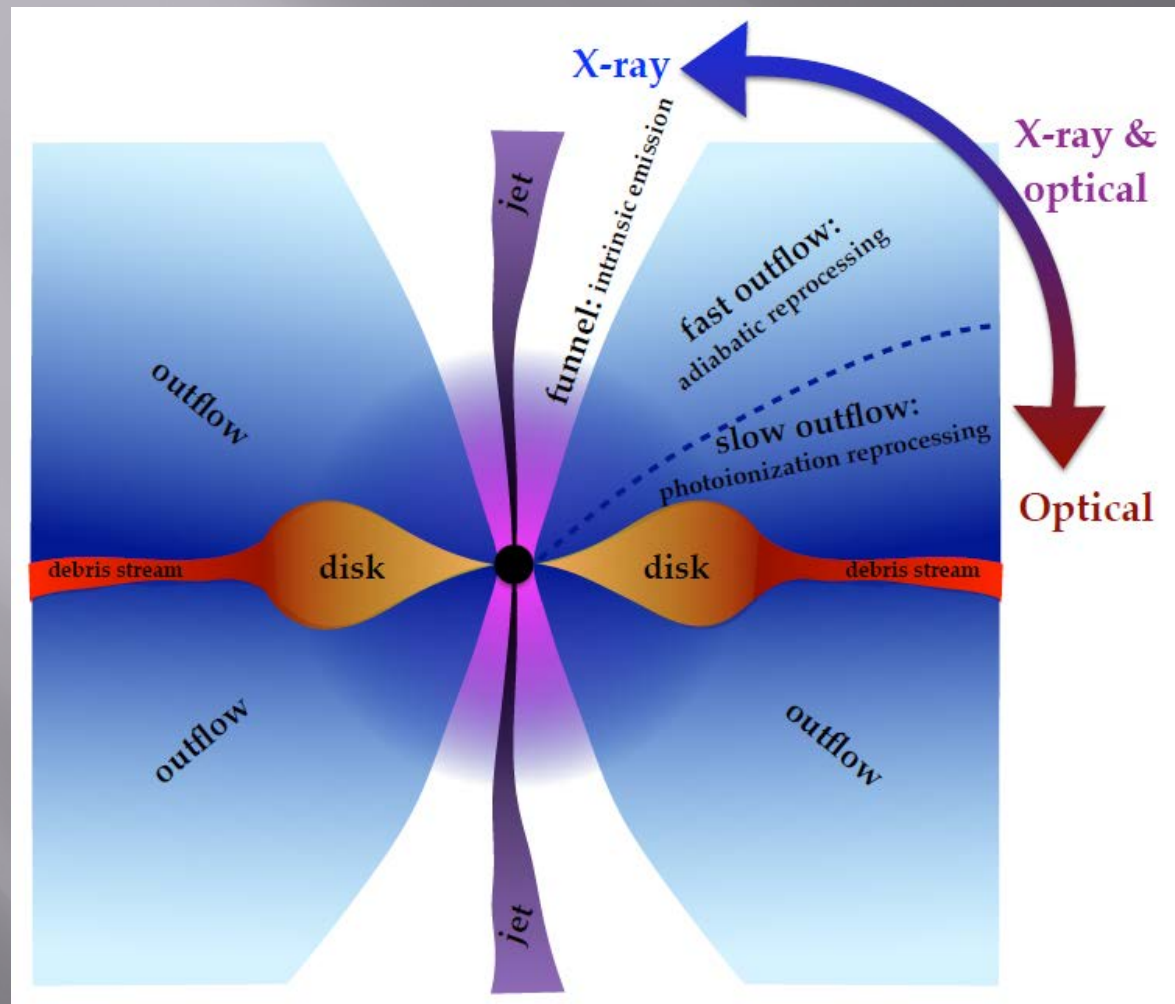 X-ray
X-ray &
optical
jet
funnel: intrinsic emission
fast outflow:
adiabatic reprocessing
outflow
slow outflow:
photoionization reprocessing
Optical
debris stream
disk
disk
debris stream
outflow
outflow
jet